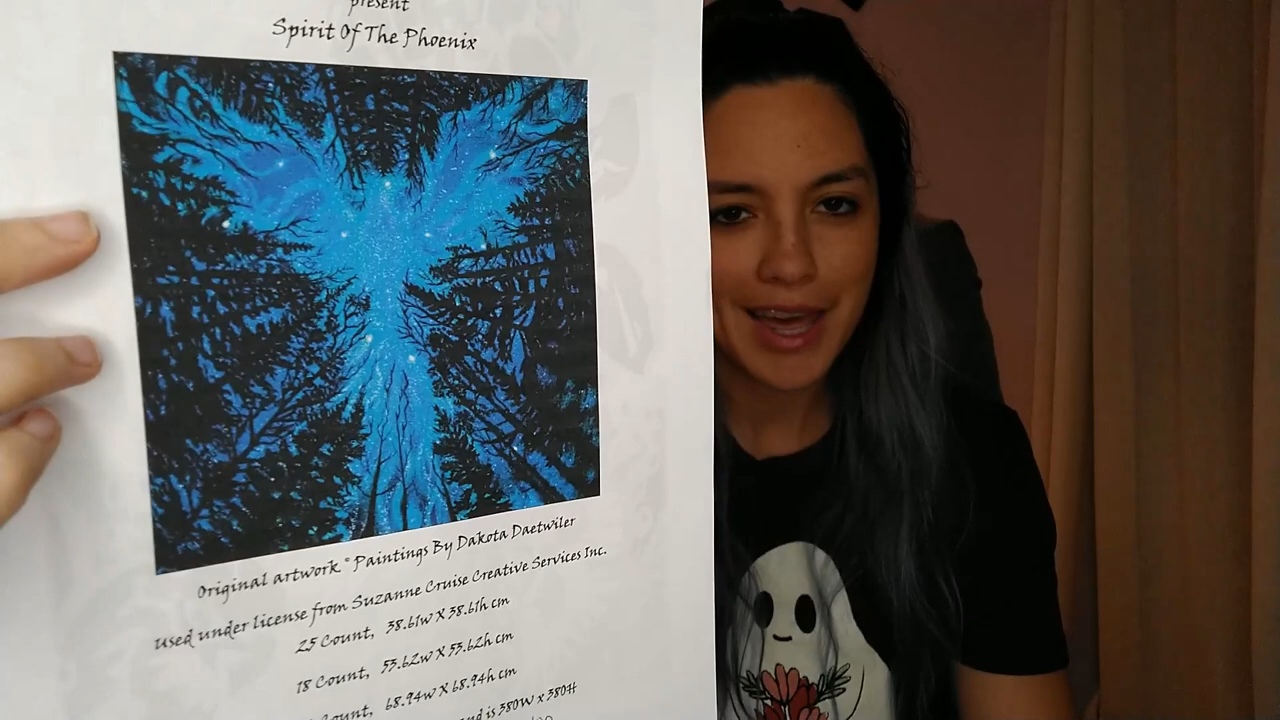 present
Spirit Of The Phoenix
Original artwork © Paintings By Dakota Daetwiler
Used under license from Suzanne Cruise Creative Services Inc.
25 Count, 38.61w X 38.61h cm
18 Count, 53.62w X 53.62h cm
Count, 68.94w X 68.94h cm
is 380W x 380H